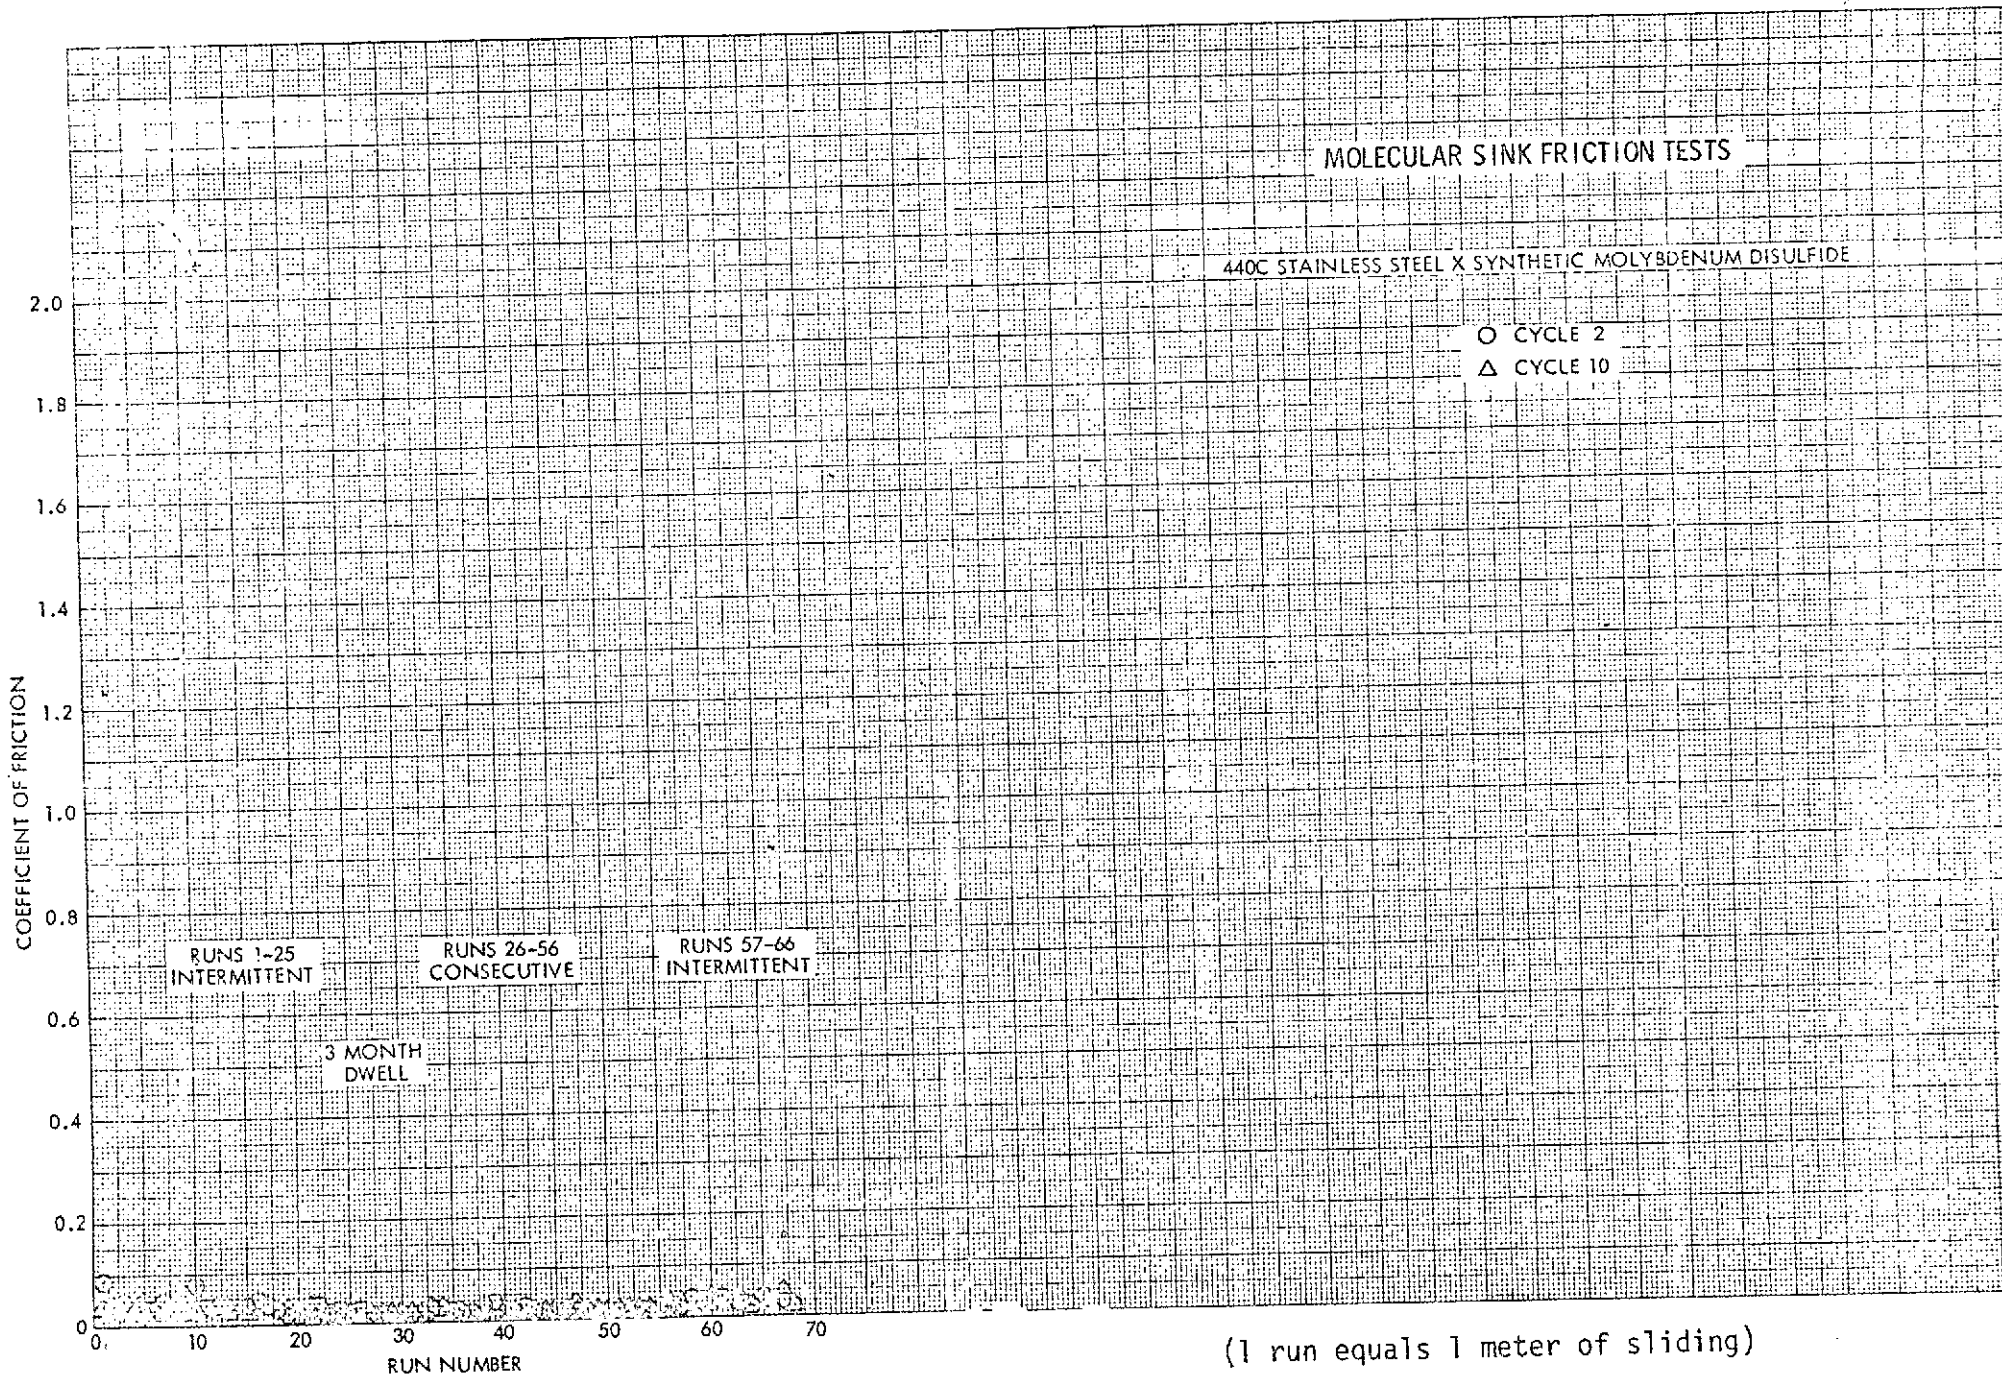 MOLECULAR SINK FRICTION TESTS
440C STAINLESS STEEL X SYNTHETIC MOLYBDENUM DISULFIDE
O CYCLE 2
Δ CYCLE 10
COEFFICIENT OF FRICTION
2.0
1.8
1.6
1.4
1.2
1.0
0.8
0.6
0.4
0.2
0
RUNS 1-25
INTERMITTENT
RUNS 26-56
CONSECUTIVE
RUNS 57-66
INTERMITTENT
3 MONTH
DWELL
0 10 20 30 40 50 60 70
RUN NUMBER
(1 run equals 1 meter of sliding)